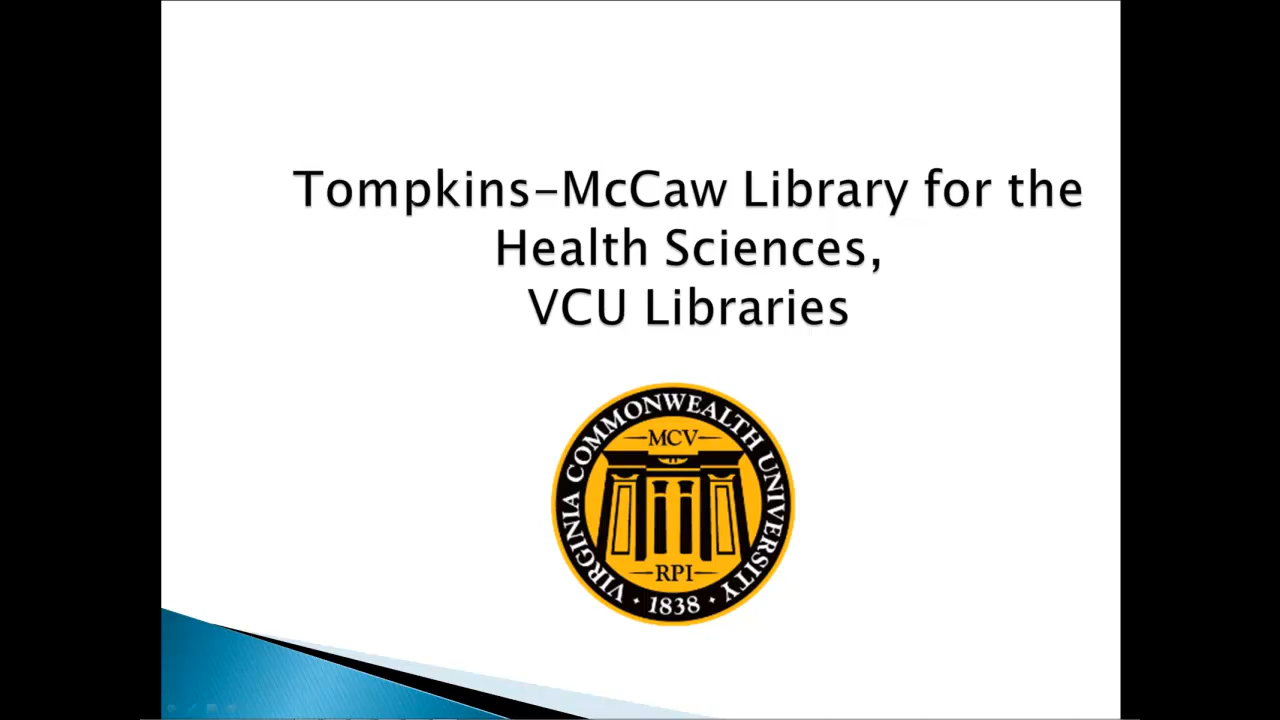 Tompkins-McCaw Library for the
Health Sciences,
VCU Libraries
VIRGINIA COMMONWEALTH UNIVERSITY
MCV
RPI
· 1838 ·